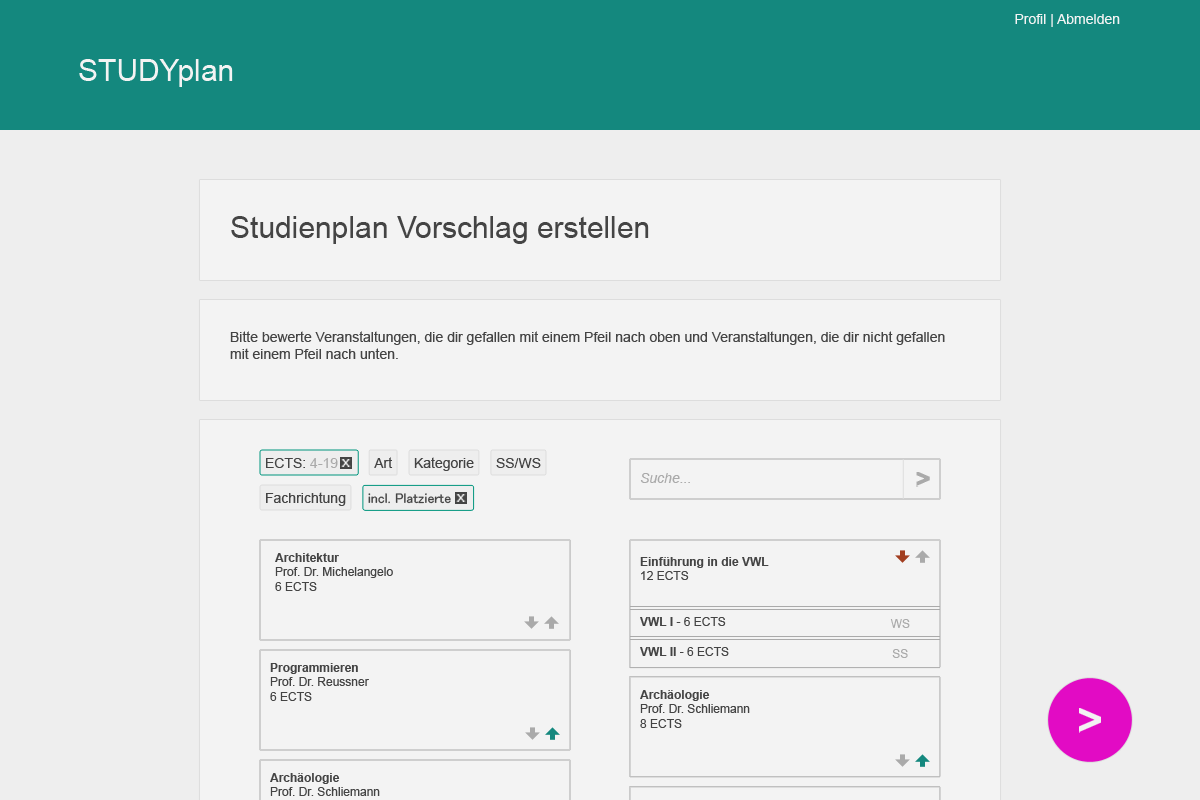 Profil | Abmelden
STUDYplan
Studienplan Vorschlag erstellen
Bitte bewerte Veranstaltungen, die dir gefallen mit einem Pfeil nach oben und Veranstaltungen, die dir nicht gefallen
mit einem Pfeil nach unten.
ECTS: 4-19 X Art Kategorie SS/WS
Fachrichtung incl. Platzierte X
Suche... >
Architektur
Prof. Dr. Michelangelo
6 ECTS
Programmieren
Prof. Dr. Reussner
6 ECTS
Archäologie
Prof. Dr. Schliemann
Einführung in die VWL
12 ECTS
VWL I - 6 ECTS WS
VWL II - 6 ECTS SS
Archäologie
Prof. Dr. Schliemann
8 ECTS
>